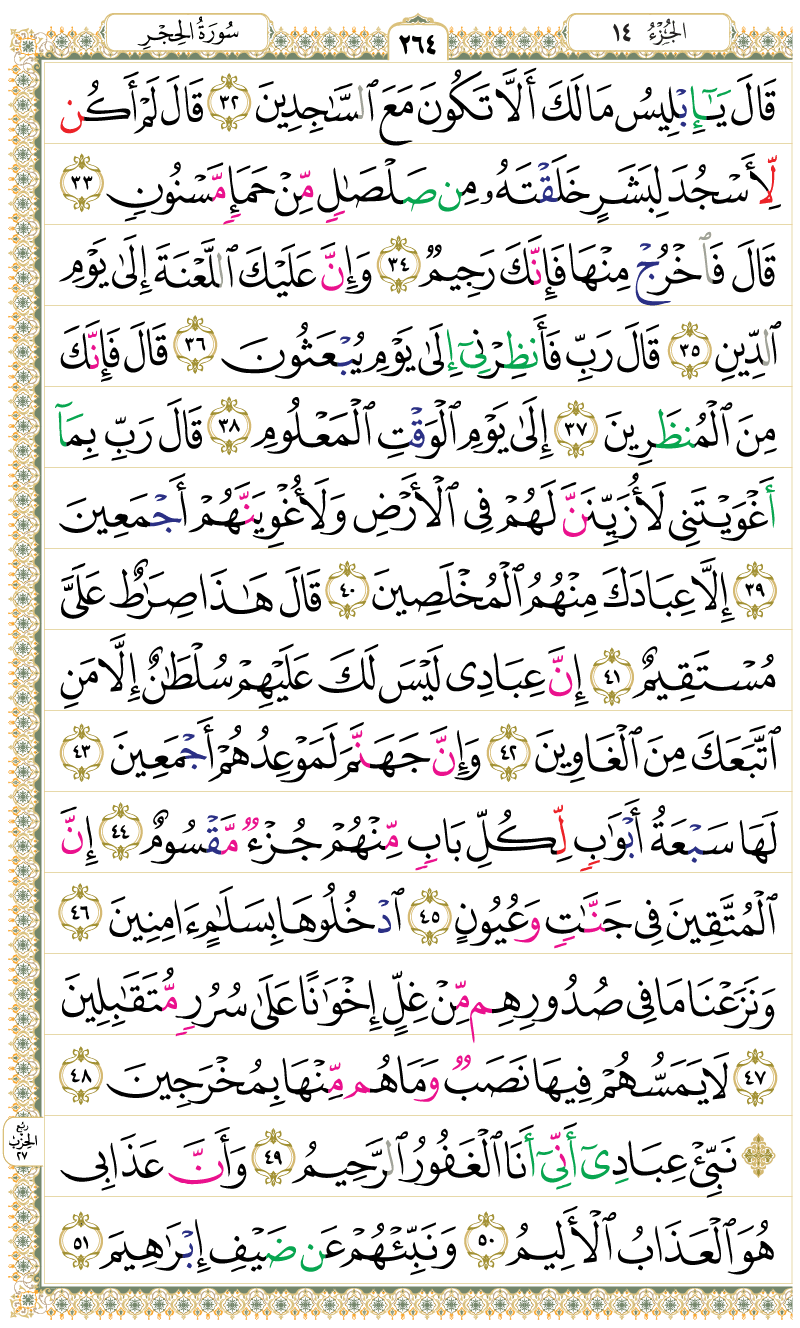 الجُزْءُ ١٤
٢٦٤
سُورَةُ الحِجْرِ
قَالَ يَٰٓإِبْلِيسُ مَا لَكَ أَلَّا تَكُونَ مَعَ ٱلسَّٰجِدِينَ ٣٢ قَالَ لَمْ أَكُن
لِّأَسْجُدَ لِبَشَرٍ خَلَقْتَهُۥ مِن صَلْصَٰلٍ مِّنْ حَمَإٍ مَّسْنُونٍ ٣٣
قَالَ فَٱخْرُجْ مِنْهَا فَإِنَّكَ رَجِيمٌ ٣٤ وَإِنَّ عَلَيْكَ ٱللَّعْنَةَ إِلَىٰ يَوْمِ
ٱلدِّينِ ٣٥ قَالَ رَبِّ فَأَنظِرْنِىٓ إِلَىٰ يَوْمِ يُبْعَثُونَ ٣٦ قَالَ فَإِنَّكَ
مِنَ ٱلْمُنظَرِينَ ٣٧ إِلَىٰ يَوْمِ ٱلْوَقْتِ ٱلْمَعْلُومِ ٣٨ قَالَ رَبِّ بِمَآ
أَغْوَيْتَنِى لَأُزَيِّنَنَّ لَهُمْ فِى ٱلْأَرْضِ وَلَأُغْوِيَنَّهُمْ أَجْمَعِينَ
٣٩ إِلَّا عِبَادَكَ مِنْهُمُ ٱلْمُخْلَصِينَ ٤٠ قَالَ هَٰذَا صِرَٰطٌ عَلَىَّ
مُسْتَقِيمٌ ٤١ إِنَّ عِبَادِى لَيْسَ لَكَ عَلَيْهِمْ سُلْطَٰنٌ إِلَّا مَنِ
ٱتَّبَعَكَ مِنَ ٱلْغَاوِينَ ٤٢ وَإِنَّ جَهَنَّمَ لَمَوْعِدُهُمْ أَجْمَعِينَ ٤٣
لَهَا سَبْعَةُ أَبْوَٰبٍ لِّكُلِّ بَابٍ مِّنْهُمْ جُزْءٌ مَّقْسُومٌ ٤٤ إِنَّ
ٱلْمُتَّقِينَ فِى جَنَّٰتٍ وَعُيُونٍ ٤٥ ٱدْخُلُوهَا بِسَلَٰمٍ ءَامِنِينَ ٤٦
وَنَزَعْنَا مَا فِى صُدُورِهِم مِّنْ غِلٍّ إِخْوَٰنًا عَلَىٰ سُرُرٍ مُّتَقَٰبِلِينَ
٤٧ لَا يَمَسُّهُمْ فِيهَا نَصَبٌ وَمَا هُم مِّنْهَا بِمُخْرَجِينَ ٤٨
۞ نَبِّئْ عِبَادِىٓ أَنِّىٓ أَنَا ٱلْغَفُورُ ٱلرَّحِيمُ ٤٩ وَأَنَّ عَذَابِى
ربع الحزب ٢٧
هُوَ ٱلْعَذَابُ ٱلْأَلِيمُ ٥٠ وَنَبِّئْهُمْ عَن ضَيْفِ إِبْرَٰهِيمَ ٥١